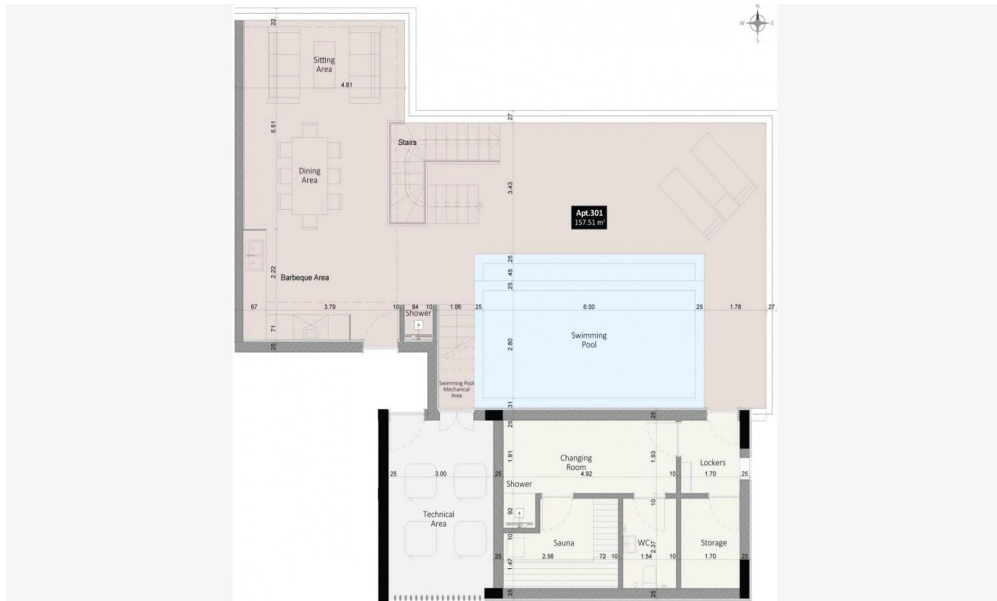 N
W E
S
22
Sitting
Area
4.61
5.51
27
Stairs
Dining
Area
3.43
Apt.301
157.51 m²
2.22
Barbeque Area
25
45
25
67 3.79 10 84 10 1.06 25 6.00 25 1.78 27
Shower
71
25
Swimming
Pool
2.80
Swimming Pool
Mechanical
Area
31
25
25
1.91
1.93
Changing
Room
4.92
Lockers
25 3.00 25
10 1.70 25
Shower
92
10
Technical
Area
10
Sauna
WC
2.37
Storage
25 2.56 72 10 1.54 10 1.70 25
1.47
25
25